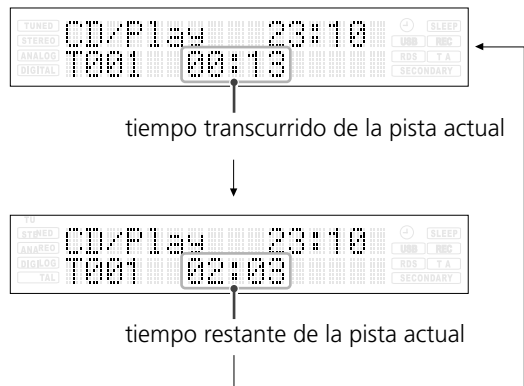 TUNED
STEREO
ANALOG
DIGITAL
CD/Play 23:10
T001 00:13
SLEEP
USB REC
RDS T A
SECONDARY
tiempo transcurrido de la pista actual
CD/Play 23:10
T001 02:03
SLEEP
USB REC
RDS T A
SECONDARY
tiempo restante de la pista actual